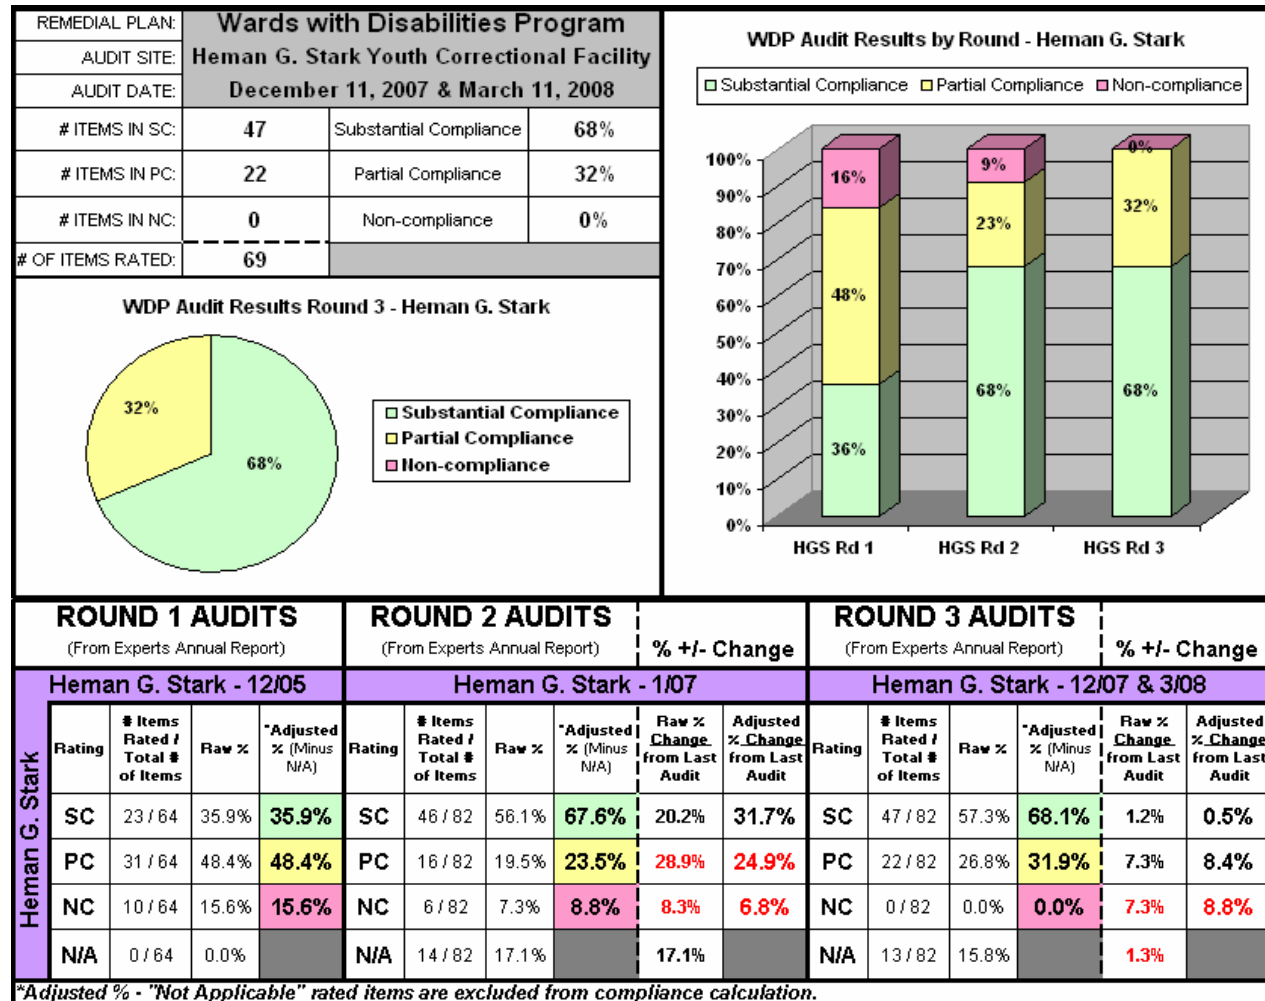 REMEDIAL PLAN: Wards with Disabilities Program
AUDIT SITE: Heman G. Stark Youth Correctional Facility
AUDIT DATE: December 11, 2007 & March 11, 2008
# ITEMS IN SC: 47 Substantial Compliance 68%
# ITEMS IN PC: 22 Partial Compliance 32%
# ITEMS IN NC: 0 Non-compliance 0%
# OF ITEMS RATED: 69
WDP Audit Results Round 3 - Heman G. Stark
32%
68%
Substantial Compliance
Partial Compliance
Non-compliance
WDP Audit Results by Round - Heman G. Stark
Substantial Compliance Partial Compliance Non-compliance
100%
90%
80%
70%
60%
50%
40%
30%
20%
10%
0%
16%
48%
36%
9%
23%
68%
0%
32%
68%
HGS Rd 1 HGS Rd 2 HGS Rd 3
ROUND 1 AUDITS
(From Experts Annual Report)
ROUND 2 AUDITS
(From Experts Annual Report)
% +/- Change
ROUND 3 AUDITS
(From Experts Annual Report)
% +/- Change
Heman G. Stark - 12/05 Heman G. Stark - 1/07 Heman G. Stark - 12/07 & 3/08
Heman G. Stark
Rating # Items Rated / Total # of Items Raw % *Adjusted % (Minus N/A) Rating # Items Rated / Total # of Items Raw % *Adjusted % (Minus N/A) Raw % Change from Last Audit Adjusted % Change from Last Audit Rating # Items Rated / Total # of Items Raw % *Adjusted % (Minus N/A) Raw % Change from Last Audit Adjusted % Change from Last Audit
SC 23 / 64 35.9% 35.9% SC 46 / 82 56.1% 67.6% 20.2% 31.7% SC 47 / 82 57.3% 68.1% 1.2% 0.5%
PC 31 / 64 48.4% 48.4% PC 16 / 82 19.5% 23.5% 28.9% 24.9% PC 22 / 82 26.8% 31.9% 7.3% 8.4%
NC 10 / 64 15.6% 15.6% NC 6 / 82 7.3% 8.8% 8.3% 6.8% NC 0 / 82 0.0% 0.0% 7.3% 8.8%
N/A 0 / 64 0.0% N/A 14 / 82 17.1% 17.1% N/A 13 / 82 15.8% 1.3%
*Adjusted % - "Not Applicable" rated items are excluded from compliance calculation.